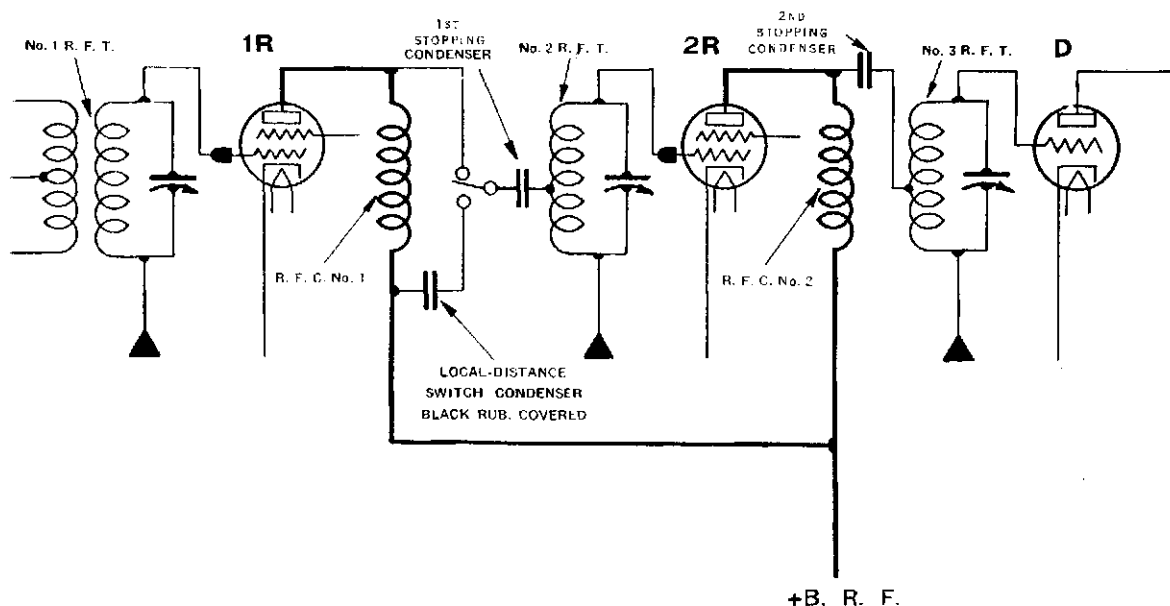 No. 1 R. F. T.
1R
1ST
STOPPING
CONDENSER
No. 2 R. F. T.
2R
2ND
STOPPING
CONDENSER
No. 3 R. F. T.
D
R. F. C. No. 1
R. F. C. No. 2
LOCAL-DISTANCE
SWITCH CONDENSER
BLACK RUB. COVERED
+B. R. F.